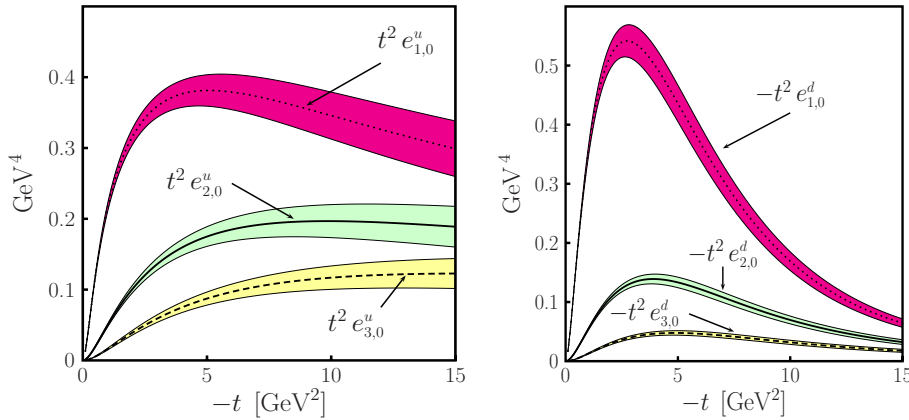 GeV⁴
0.4
0.3
0.2
0.1
0
0
5
10
15
−t [GeV²]
t² e^u_{1,0}
t² e^u_{2,0}
t² e^u_{3,0}
GeV⁴
0.5
0.4
0.3
0.2
0.1
0
0
5
10
15
−t [GeV²]
−t² e^d_{1,0}
−t² e^d_{2,0}
−t² e^d_{3,0}